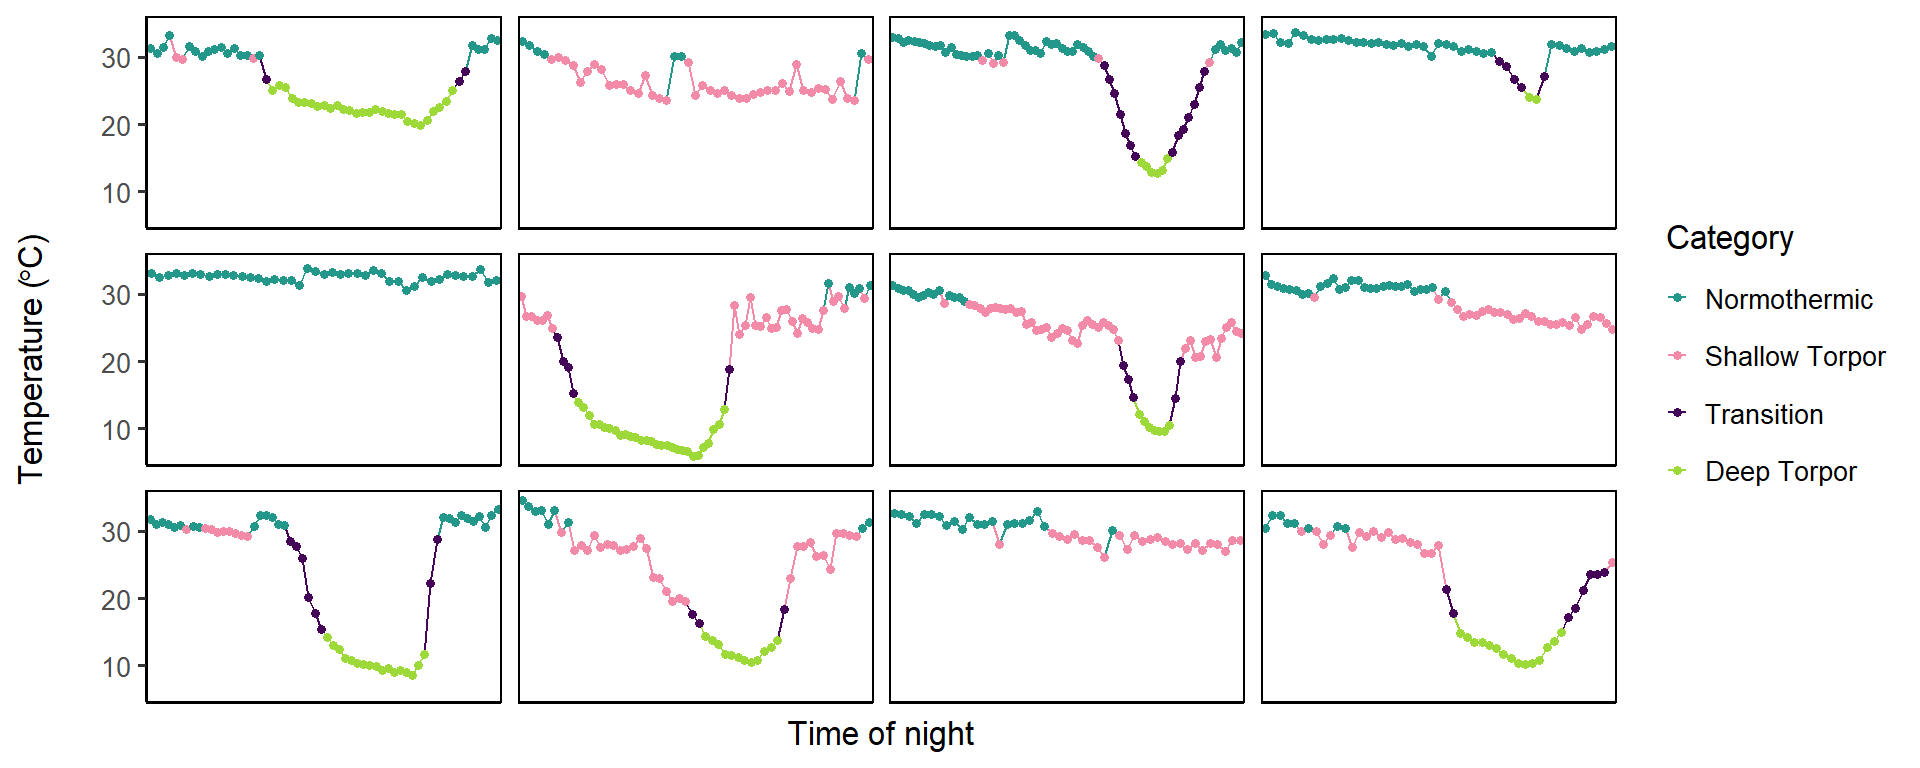 Temperature (°C)
30
20
10
30
20
10
30
20
10
Time of night
Category
Normothermic
Shallow Torpor
Transition
Deep Torpor